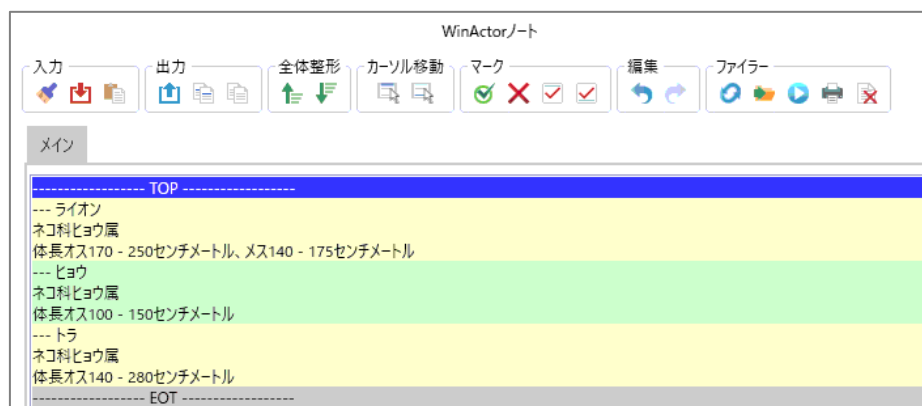 WinActorノート
入力 出力 全体整形 カーソル移動 マーク 編集 ファイラー
メイン
------------------ TOP ------------------
--- ライオン
ネコ科ヒョウ属
体長オス170 - 250センチメートル、メス140 - 175センチメートル
--- ヒョウ
ネコ科ヒョウ属
体長オス100 - 150センチメートル
--- トラ
ネコ科ヒョウ属
体長オス140 - 280センチメートル
------------------ EOT ------------------